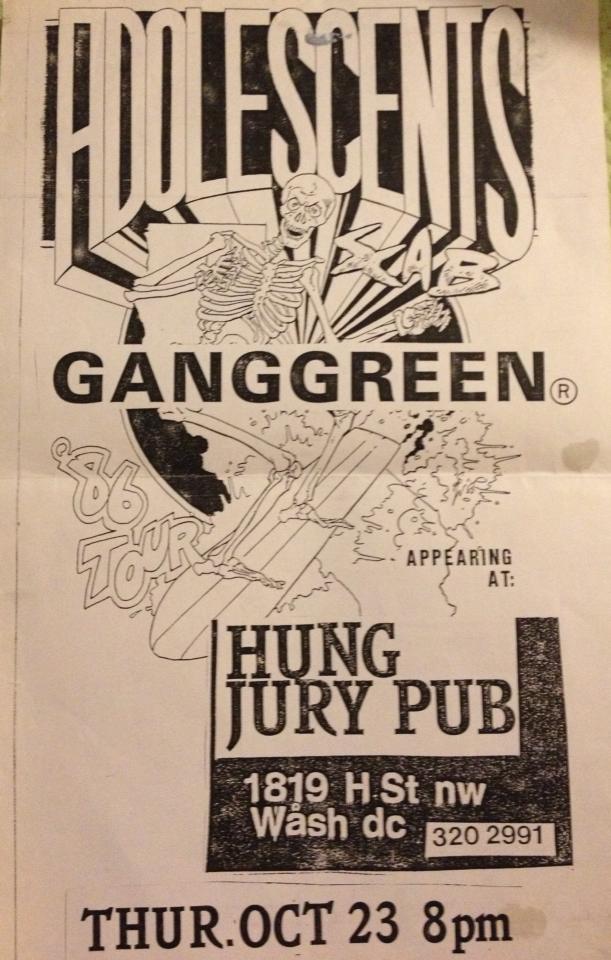 ADOLESCENTS
SCAB
GANGGREEN®
'86
TOUR
APPEARING
AT:
HUNG
JURY PUB
1819 H St nw
Wash dc 320 2991
THUR. OCT 23 8pm